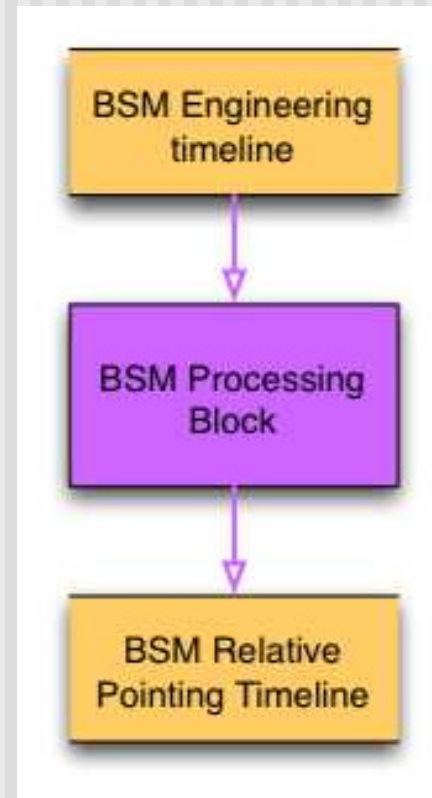 BSM Engineering
timeline
BSM Processing
Block
BSM Relative
Pointing Timeline